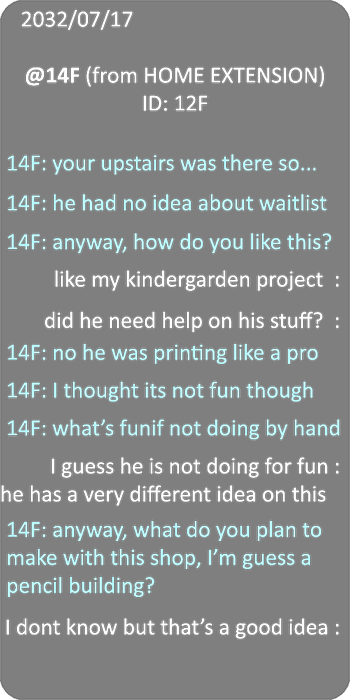 2032/07/17
@14F (from HOME EXTENSION)
ID: 12F
14F: your upstairs was there so...
14F: he had no idea about waitlist
14F: anyway, how do you like this?
like my kindergarden project :
did he need help on his stuff? :
14F: no he was printing like a pro
14F: I thought its not fun though
14F: what's funif not doing by hand
I guess he is not doing for fun :
he has a very different idea on this
14F: anyway, what do you plan to
make with this shop, I'm guess a
pencil building?
I dont know but that's a good idea :